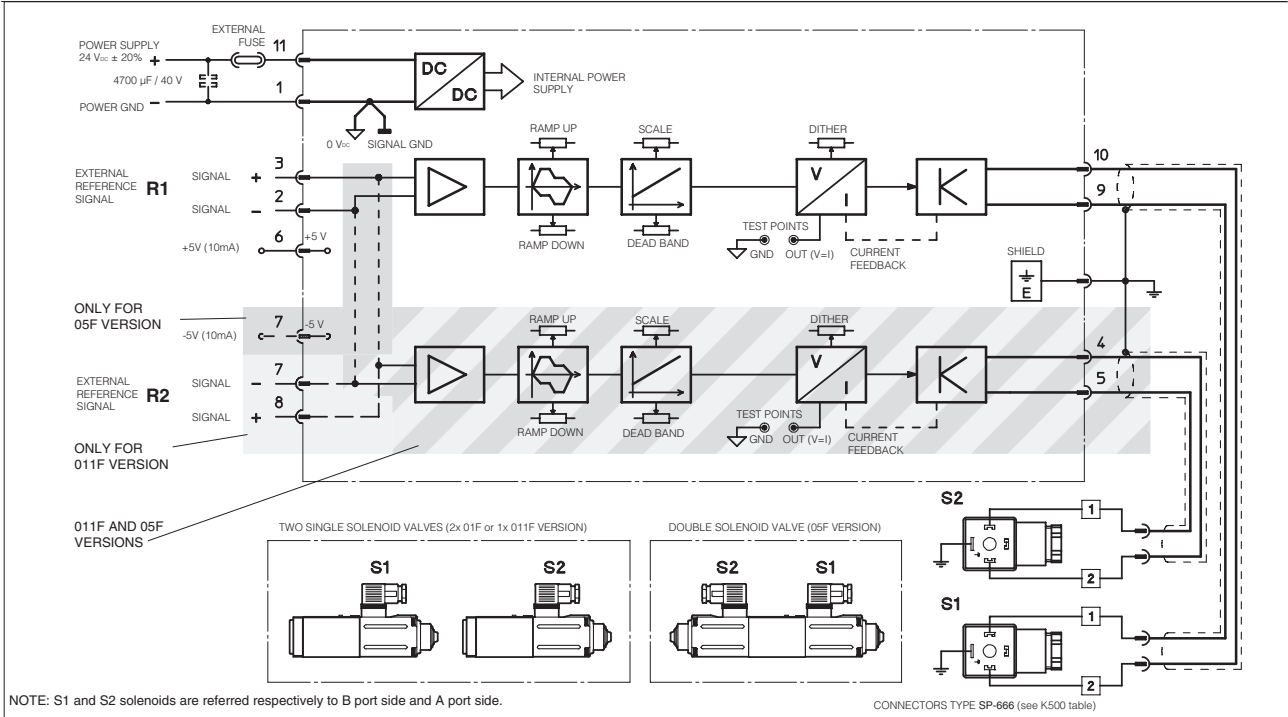 EXTERNAL
FUSE
POWER SUPPLY
24 VDC ± 20%
+
11
4700 µF / 40 V
1
POWER GND
−
DC
DC
INTERNAL POWER
SUPPLY
0 VDC
SIGNAL GND
EXTERNAL
REFERENCE
SIGNAL
R1
SIGNAL
+
3
SIGNAL
−
2
+5V (10mA)
6
+5 V
RAMP UP
RAMP DOWN
SCALE
DEAD BAND
DITHER
V
I
TEST POINTS
GND
OUT (V=I)
CURRENT
FEEDBACK
10
9
SHIELD
E
ONLY FOR
05F VERSION
7
-5 V
-5V (10mA)
EXTERNAL
REFERENCE
SIGNAL
R2
7
SIGNAL
−
8
SIGNAL
+
RAMP UP
RAMP DOWN
SCALE
DEAD BAND
DITHER
V
I
TEST POINTS
GND
OUT (V=I)
CURRENT
FEEDBACK
4
5
ONLY FOR
011F VERSION
011F AND 05F
VERSIONS
TWO SINGLE SOLENOID VALVES (2x 01F or 1x 011F VERSION)
S1
S2
DOUBLE SOLENOID VALVE (05F VERSION)
S2
S1
S2
1
2
S1
1
2
NOTE: S1 and S2 solenoids are referred respectively to B port side and A port side.
CONNECTORS TYPE SP-666 (see K500 table)